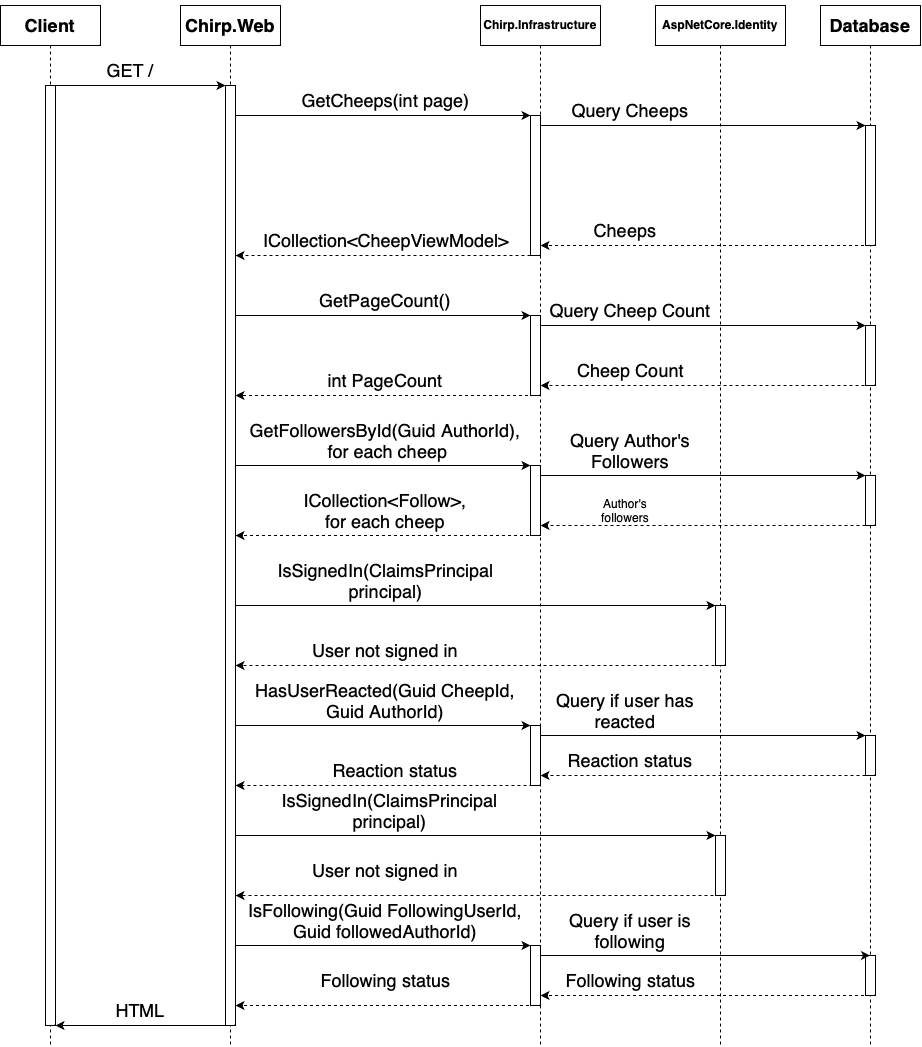 Client
Chirp.Web
Chirp.Infrastructure
AspNetCore.Identity
Database
GET /
GetCheeps(int page)
Query Cheeps
Cheeps
ICollection<CheepViewModel>
GetPageCount()
Query Cheep Count
Cheep Count
int PageCount
GetFollowersById(Guid AuthorId),
for each cheep
Query Author's
Followers
ICollection<Follow>,
for each cheep
Author's
followers
IsSignedIn(ClaimsPrincipal
principal)
User not signed in
HasUserReacted(Guid CheepId,
Guid AuthorId)
Query if user has
reacted
Reaction status
Reaction status
IsSignedIn(ClaimsPrincipal
principal)
User not signed in
IsFollowing(Guid FollowingUserId,
Guid followedAuthorId)
Query if user is
following
Following status
Following status
HTML